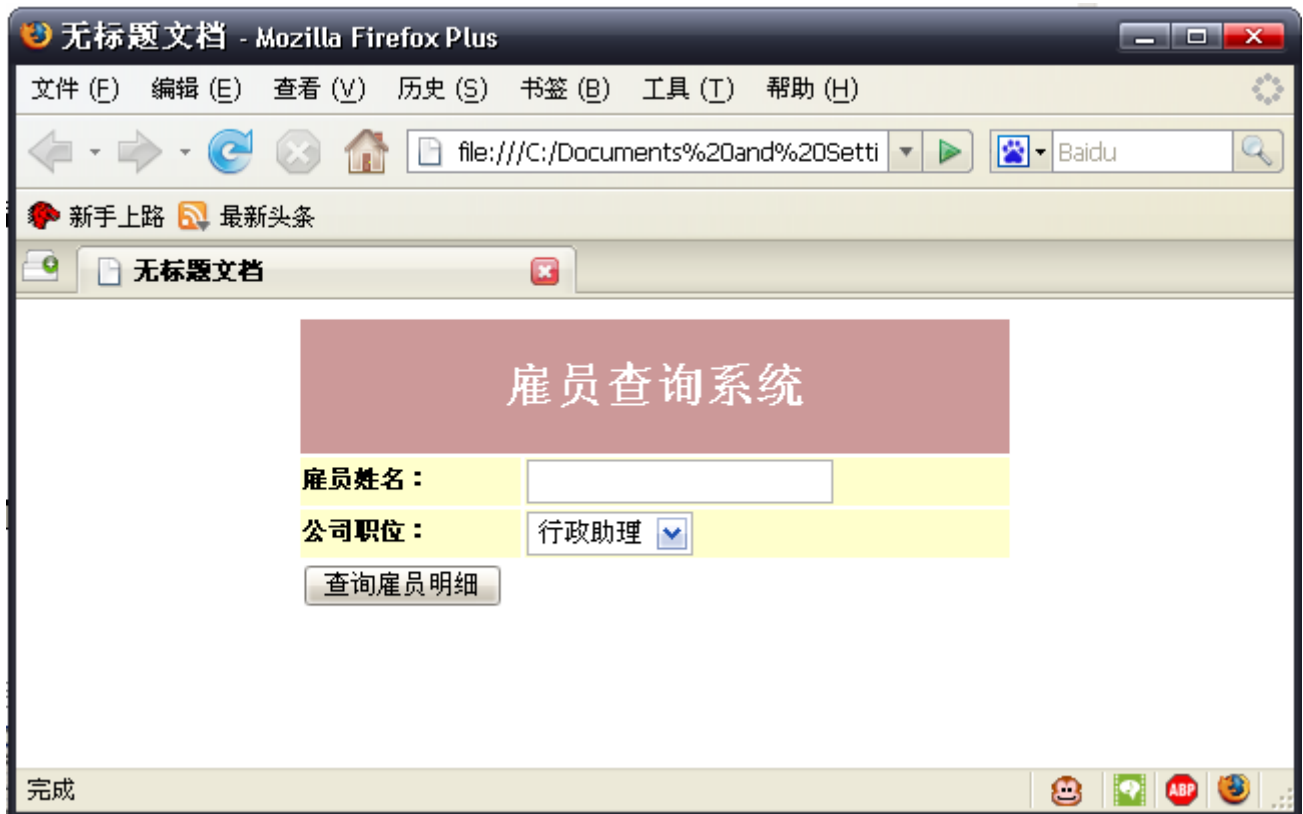 无标题文档 - Mozilla Firefox Plus
文件 (F) 编辑 (E) 查看 (V) 历史 (S) 书签 (B) 工具 (T) 帮助 (H)
file:///C:/Documents%20and%20Setti Baidu
新手上路 最新头条
无标题文档
雇员查询系统
雇员姓名：
公司职位： 行政助理
查询雇员明细
完成 ABP